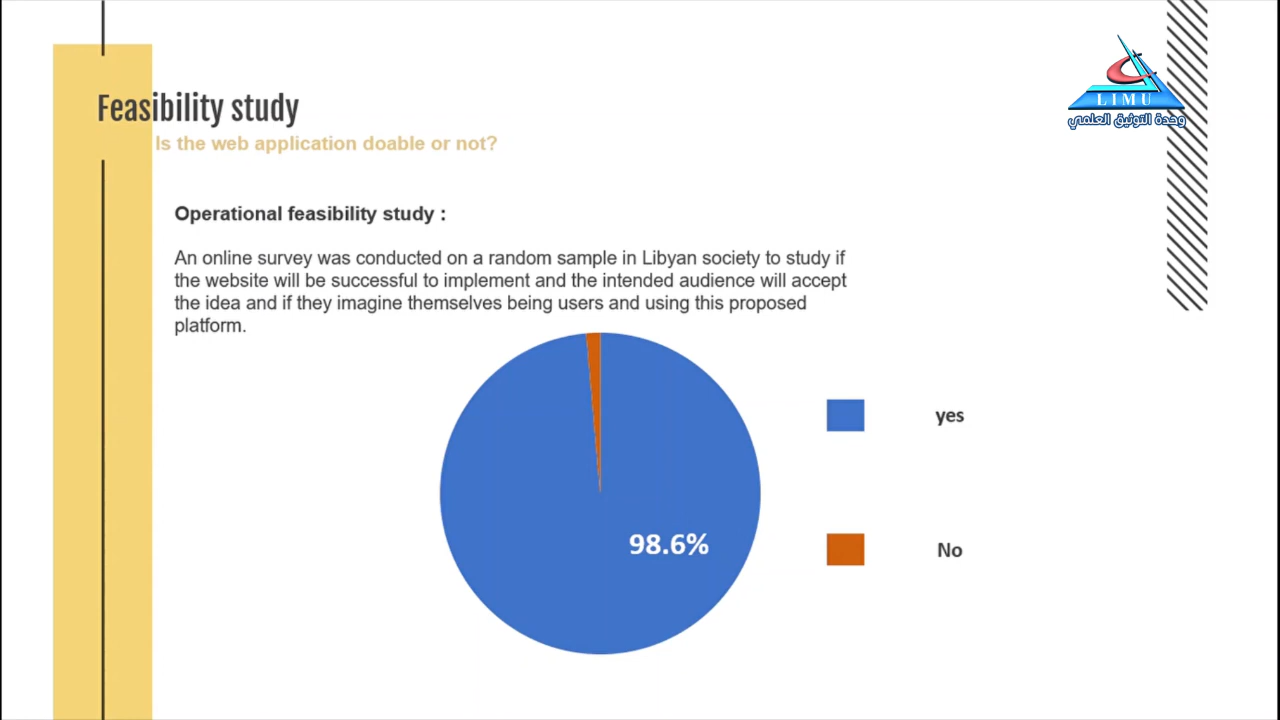 Feasibility study
Is the web application doable or not?
LIMU
وحدة التوثيق العلمي
Operational feasibility study :
An online survey was conducted on a random sample in Libyan society to study if
the website will be successful to implement and the intended audience will accept
the idea and if they imagine themselves being users and using this proposed
platform.
yes
98.6%
No